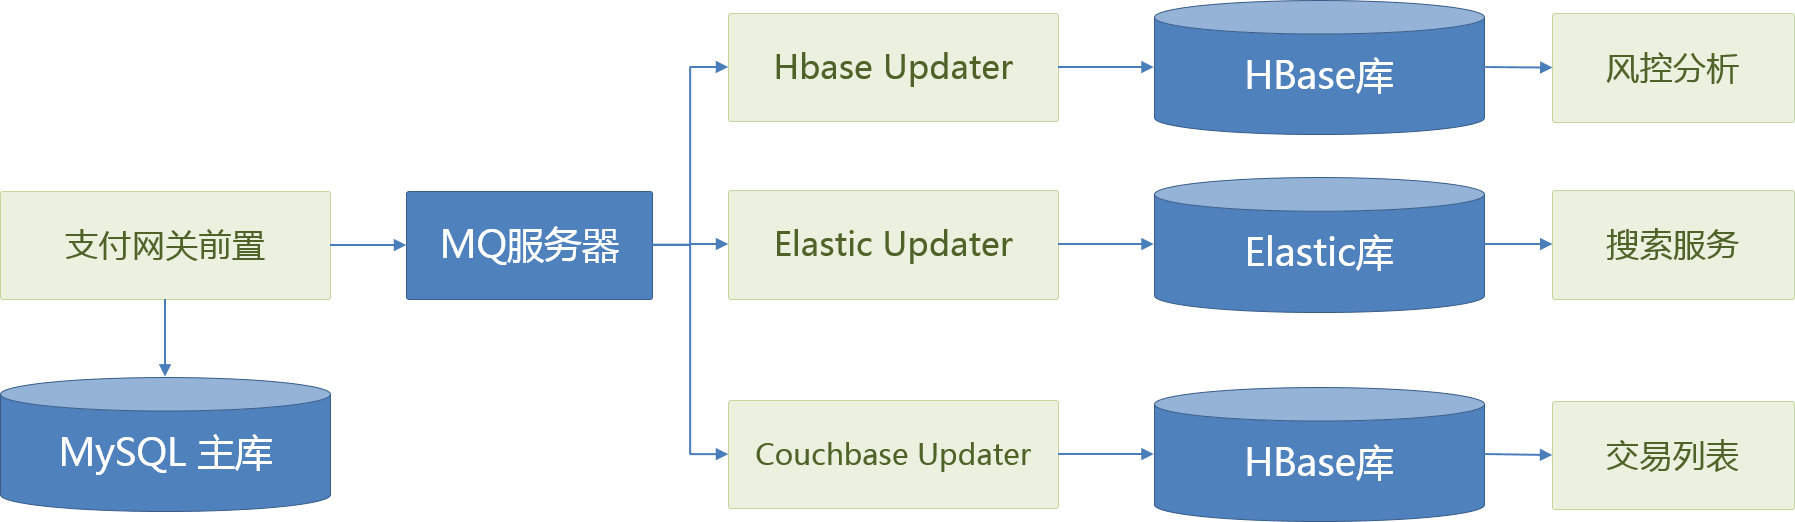 Hbase Updater
HBase库
风控分析
支付网关前置
MQ服务器
Elastic Updater
Elastic库
搜索服务
MySQL 主库
Couchbase Updater
HBase库
交易列表